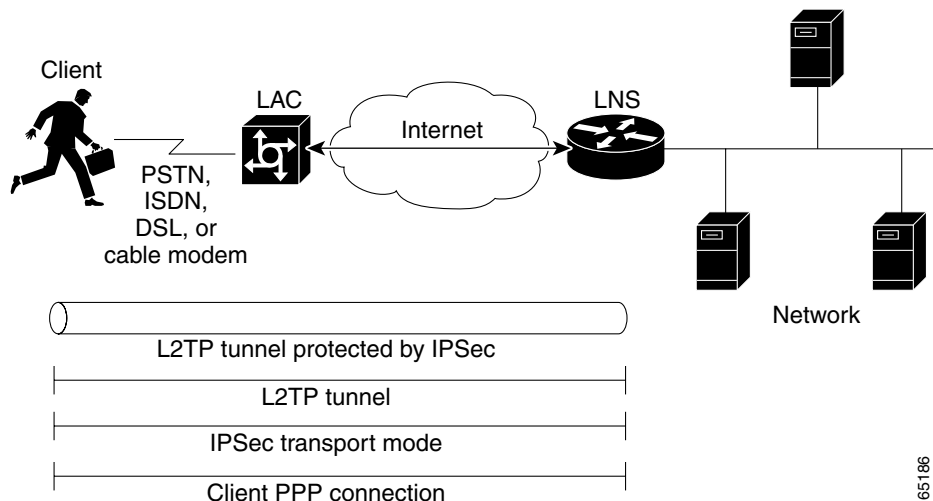 Client
LAC
Internet
LNS
PSTN,
ISDN,
DSL, or
cable modem
Network
L2TP tunnel protected by IPSec
L2TP tunnel
IPSec transport mode
Client PPP connection
65186